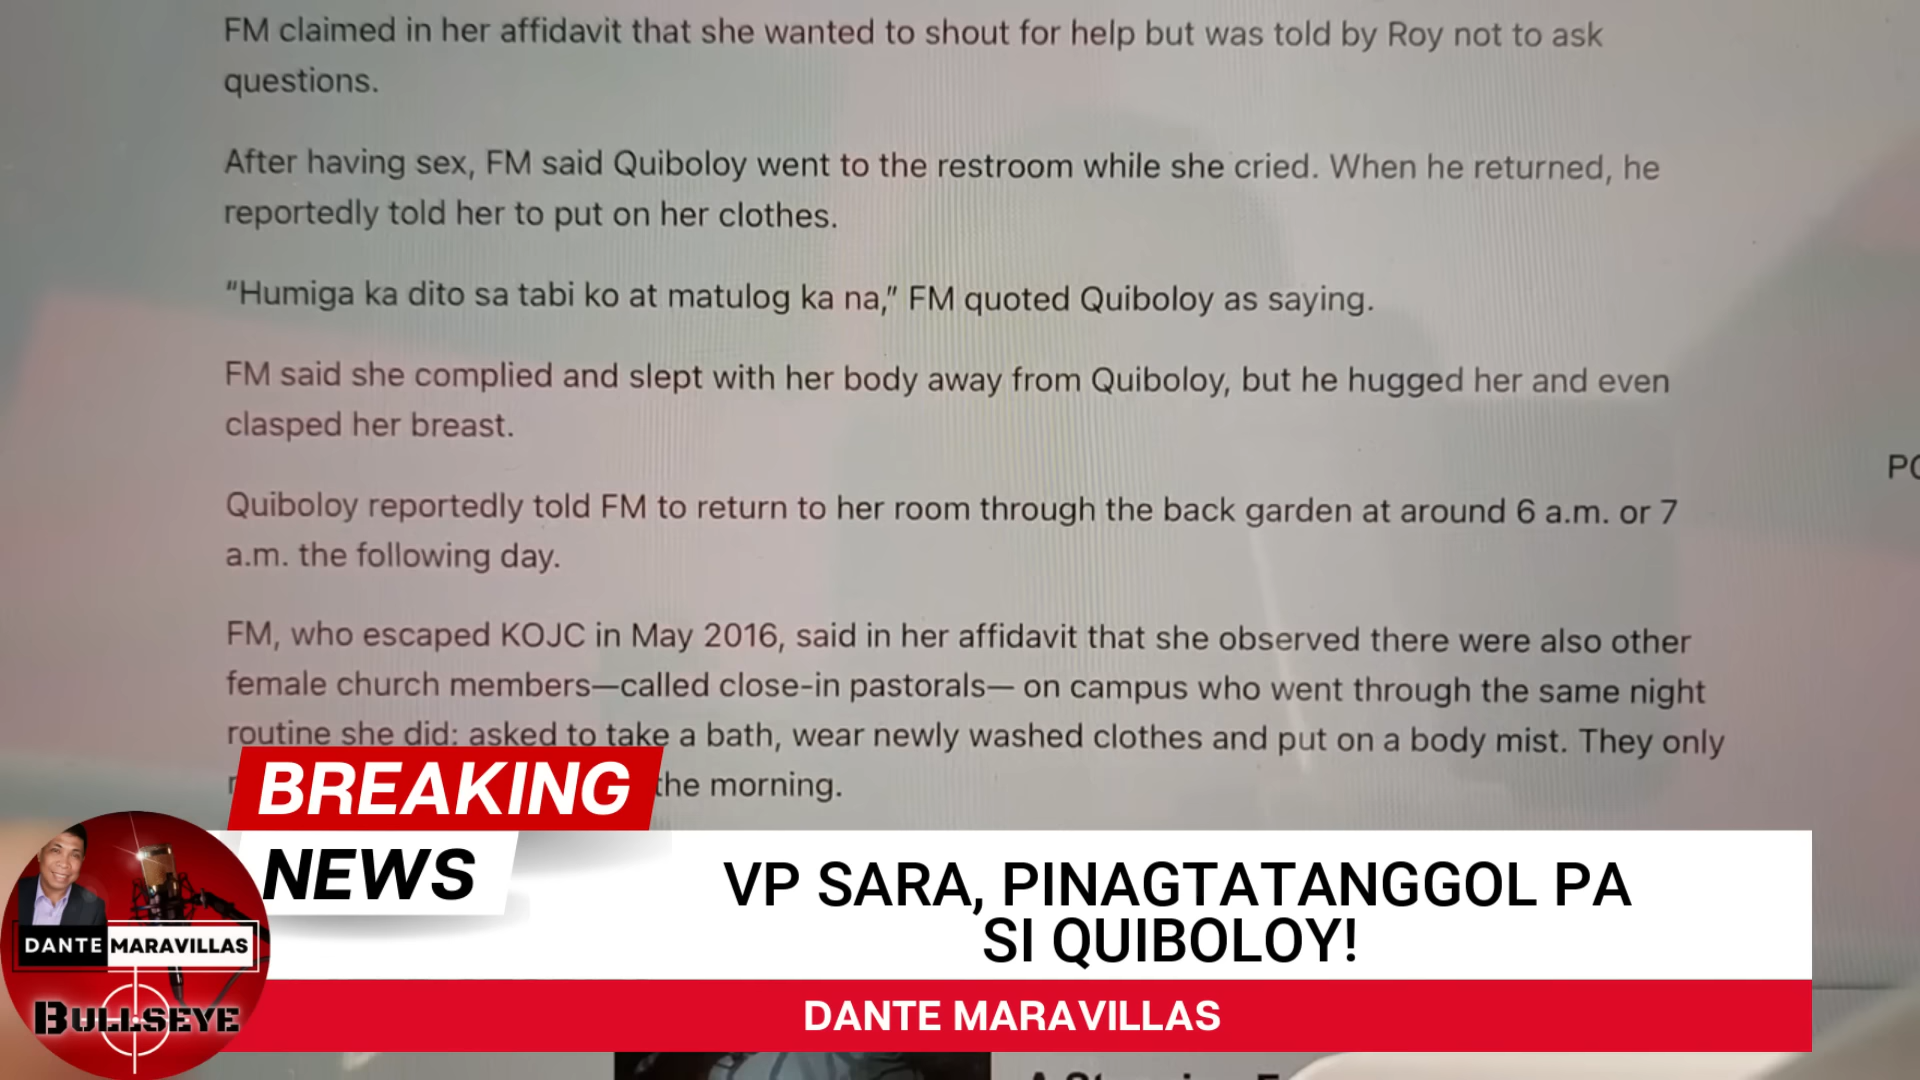 FM claimed in her affidavit that she wanted to shout for help but was told by Roy not to ask
questions.
After having sex, FM said Quiboloy went to the restroom while she cried. When he returned, he
reportedly told her to put on her clothes.
“Humiga ka dito sa tabi ko at matulog ka na,” FM quoted Quiboloy as saying.
FM said she complied and slept with her body away from Quiboloy, but he hugged her and even
clasped her breast.
Quiboloy reportedly told FM to return to her room through the back garden at around 6 a.m. or 7
a.m. the following day.
FM, who escaped KOJC in May 2016, said in her affidavit that she observed there were also other
female church members—called close-in pastorals— on campus who went through the same night
routine she did: asked to take a bath, wear newly washed clothes and put on a body mist. They only
the morning.
BREAKING
NEWS
VP SARA, PINAGTATANGGOL PA
SI QUIBOLOY!
DANTE MARAVILLAS
DANTE MARAVILLAS
BULLSEYE